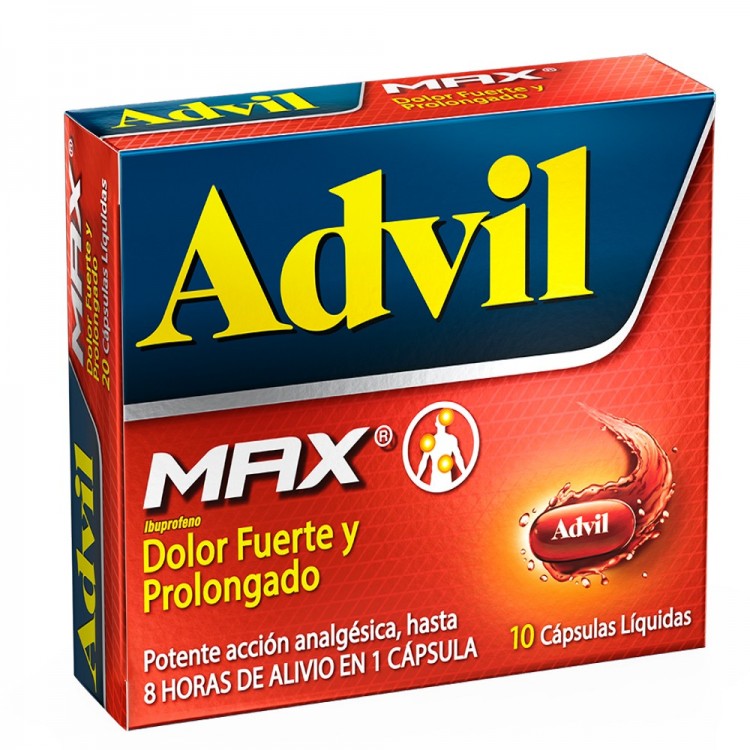 Advil
MAX®
Dolor Fuerte y
Prolongado
Advil
MAX®
Ibuprofeno
Dolor Fuerte y
Prolongado
Potente acción analgésica, hasta
8 HORAS DE ALIVIO EN 1 CÁPSULA
Advil
10 Cápsulas Líquidas
MAX®
Dolor Fuerte y
Prolongado
20 Cápsulas Líquidas
Advil